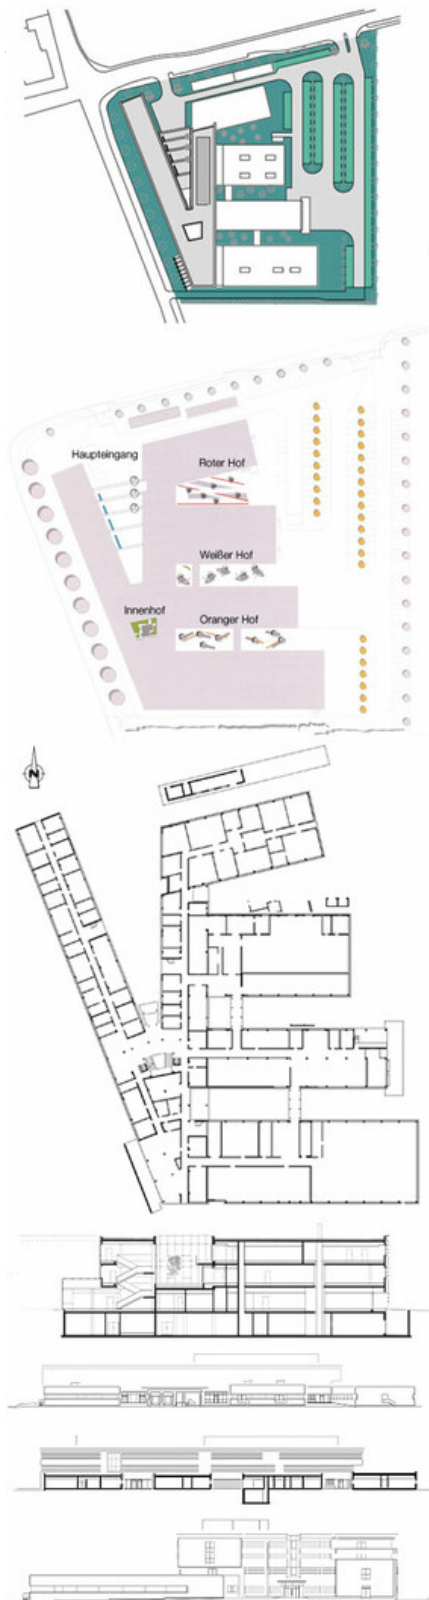 Haupteingang
Roter Hof
Weißer Hof
Innenhof
Oranger Hof
N